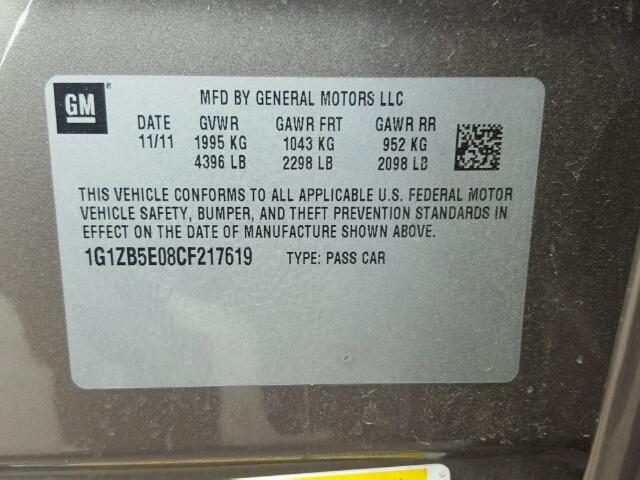 GM
MFD BY GENERAL MOTORS LLC
DATE GVWR GAWR FRT GAWR RR
11/11 1995 KG 1043 KG 952 KG
4396 LB 2298 LB 2098 LB
THIS VEHICLE CONFORMS TO ALL APPLICABLE U.S. FEDERAL MOTOR
VEHICLE SAFETY, BUMPER, AND THEFT PREVENTION STANDARDS IN
EFFECT ON THE DATE OF MANUFACTURE SHOWN ABOVE.
1G1ZB5E08CF217619 TYPE: PASS CAR